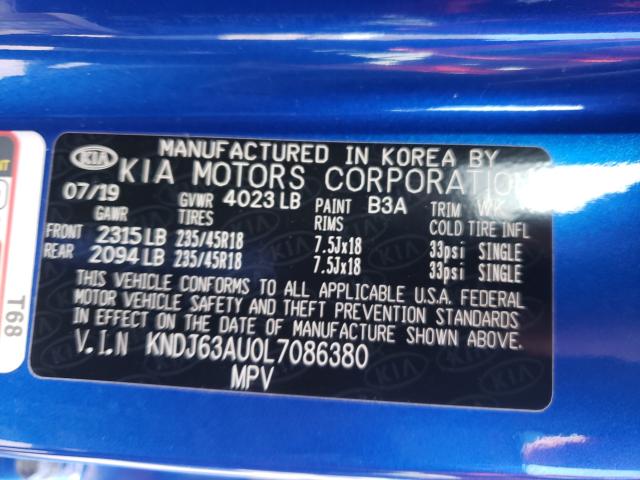 MANUFACTURED IN KOREA BY
KIA KIA MOTORS CORPORATION
07/19 GVWR 4023 LB PAINT B3A TRIM WK
GAWR TIRES RIMS COLD TIRE INFL
FRONT 2315 LB 235/45R18 7.5Jx18 33psi SINGLE
REAR 2094 LB 235/45R18 7.5Jx18 33psi SINGLE
THIS VEHICLE CONFORMS TO ALL APPLICABLE U.S.A. FEDERAL
MOTOR VEHICLE SAFETY AND THEFT PREVENTION STANDARDS
IN EFFECT ON THE DATE OF MANUFACTURE SHOWN ABOVE.
V.I.N KNDJ63AU0L7086380
MPV
T68